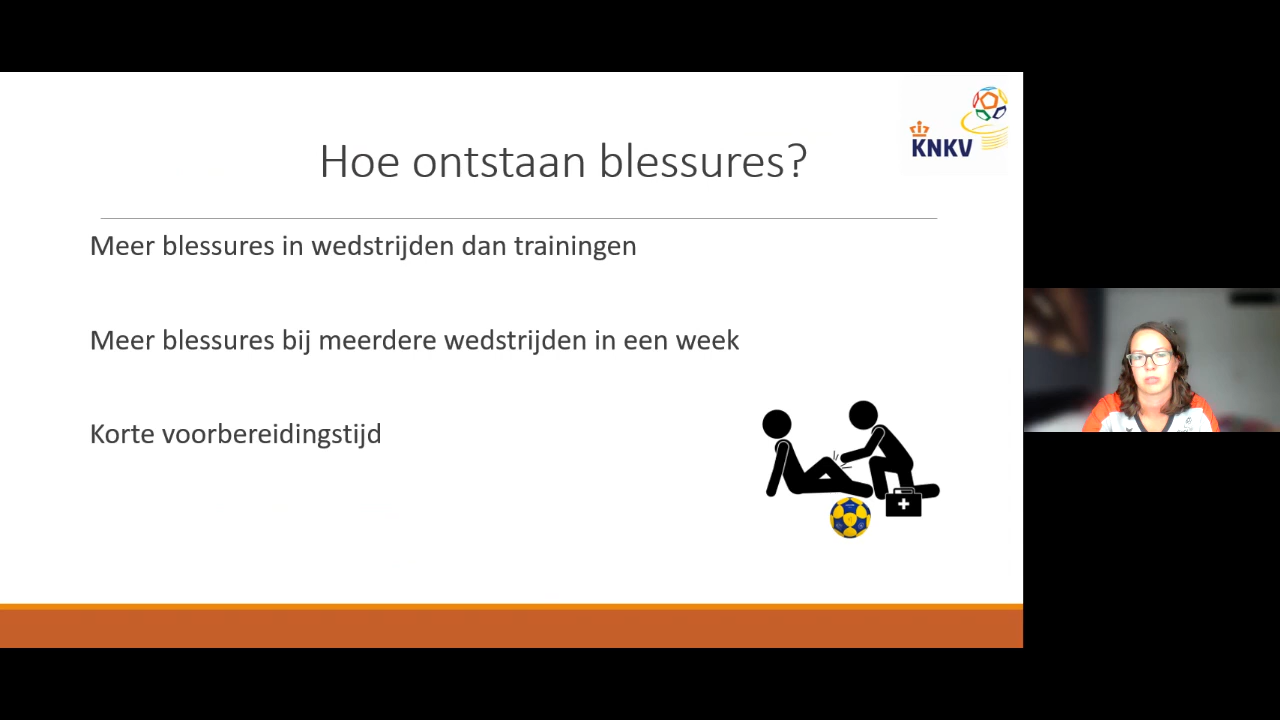 KNKV
Hoe ontstaan blessures?
Meer blessures in wedstrijden dan trainingen
Meer blessures bij meerdere wedstrijden in een week
Korte voorbereidingstijd